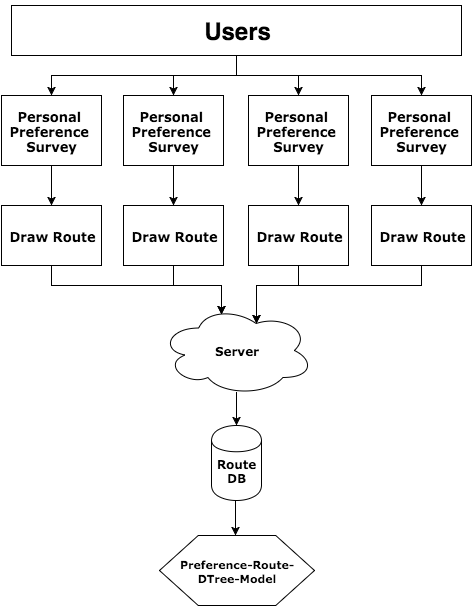 Users
Personal
Preference
Survey
Personal
Preference
Survey
Personal
Preference
Survey
Personal
Preference
Survey
Draw Route
Draw Route
Draw Route
Draw Route
Server
Route
DB
Preference-Route-
DTree-Model